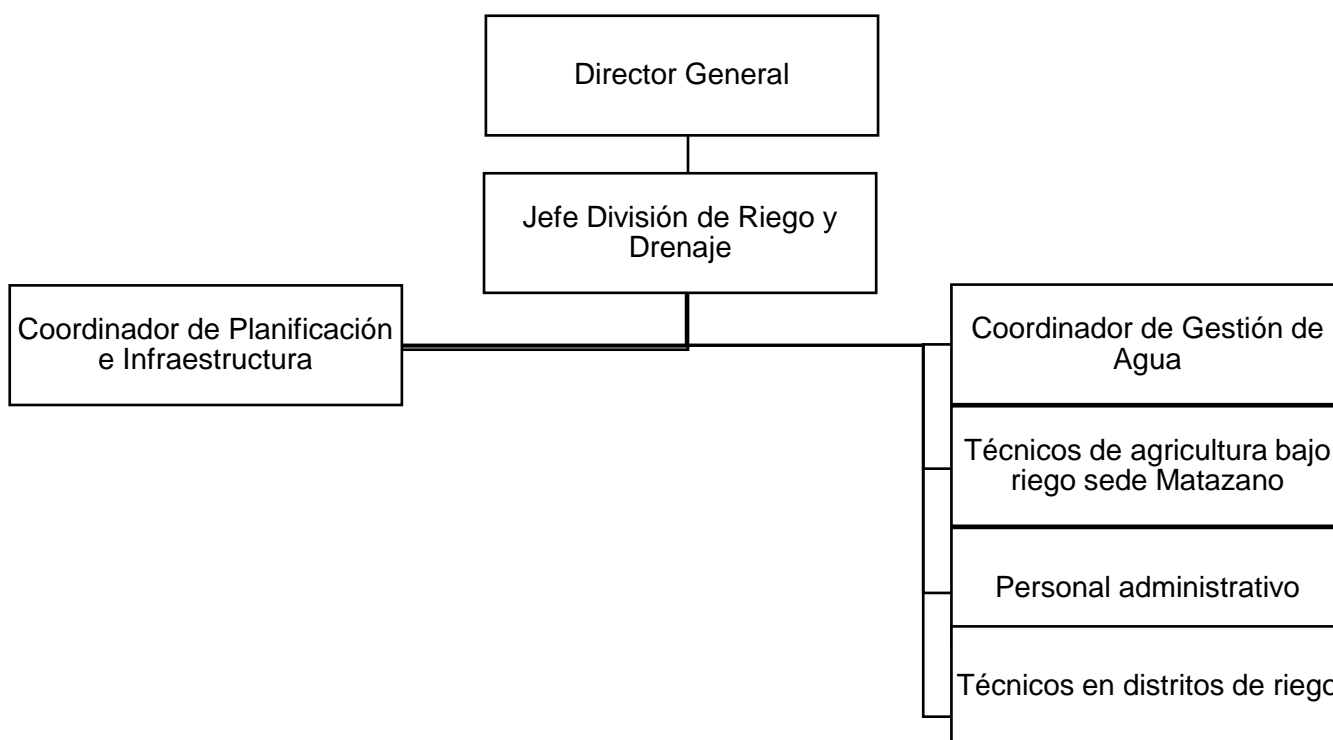 Director General
Jefe División de Riego y
Drenaje
Coordinador de Planificación
e Infraestructura
Coordinador de Gestión de
Agua
Técnicos de agricultura bajo
riego sede Matazano
Personal administrativo
Técnicos en distritos de riego